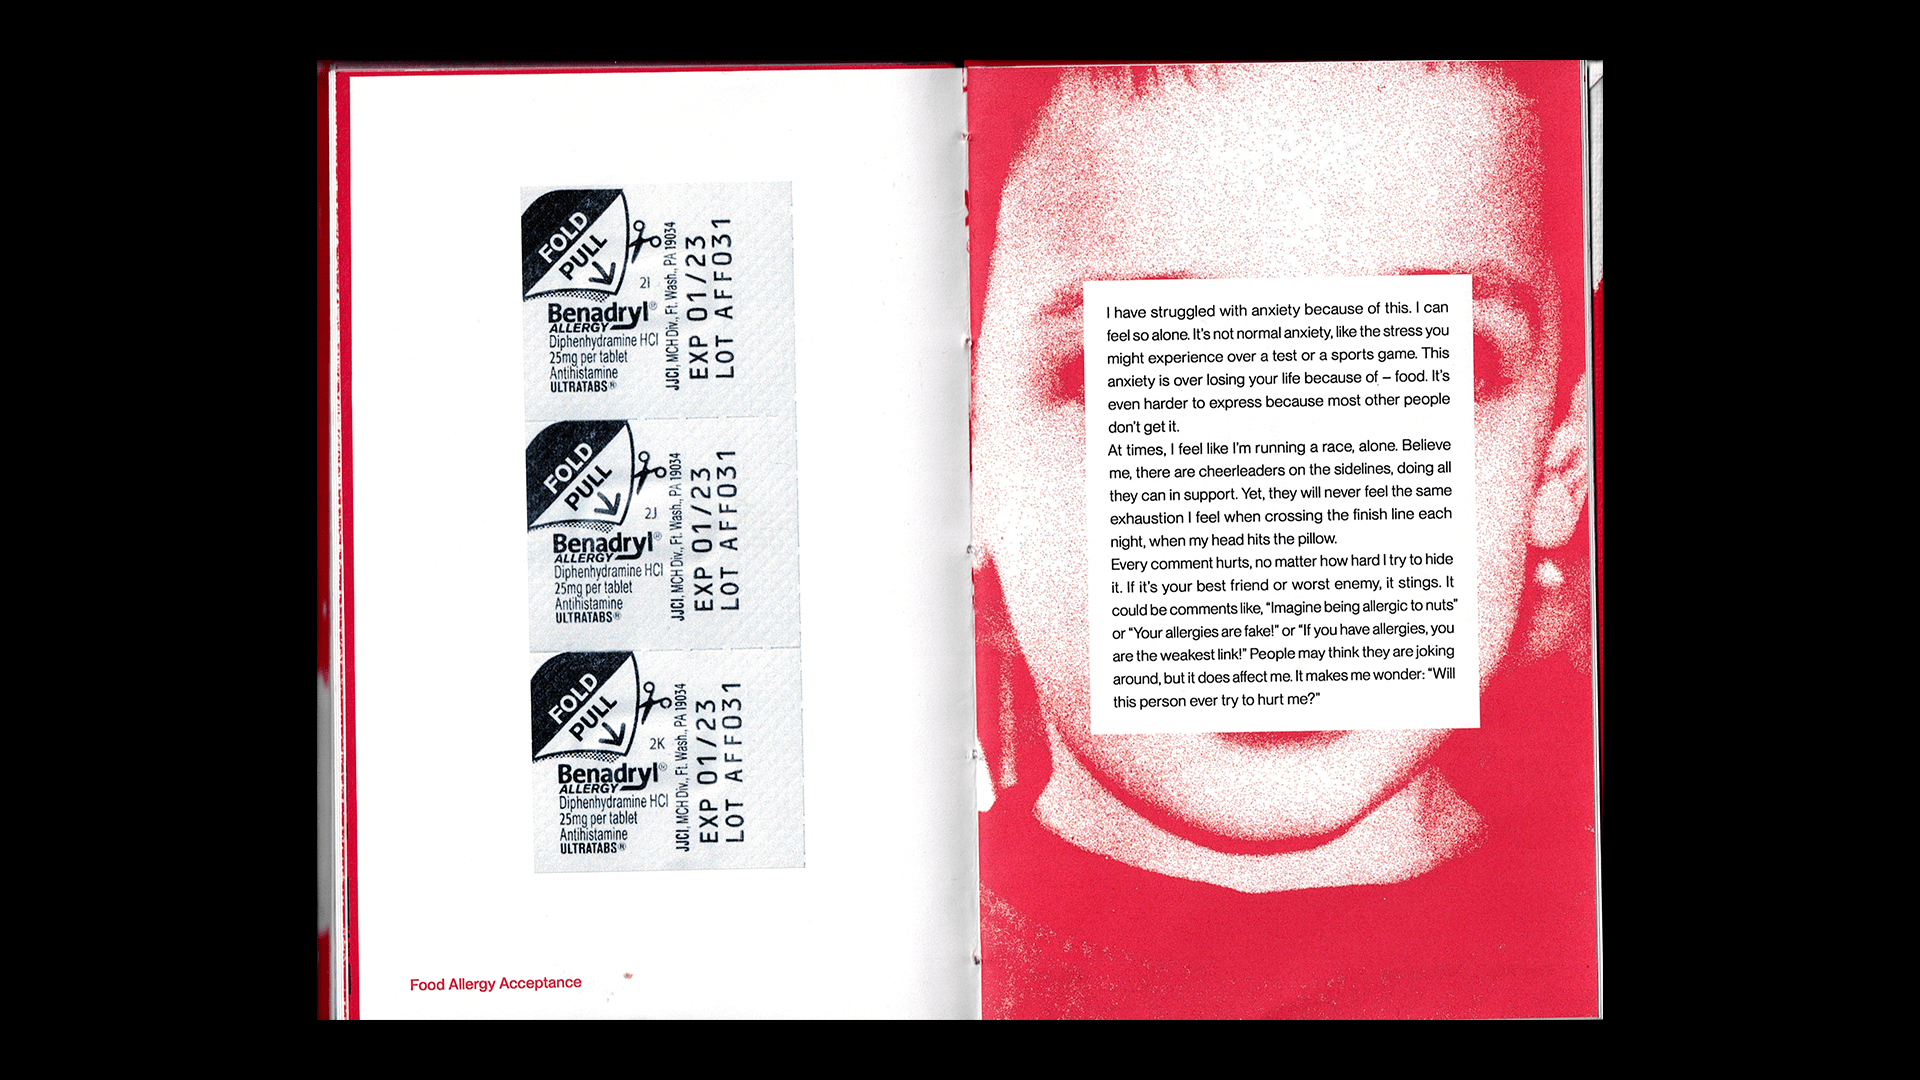 FOLD
PULL
2I
Benadryl®
ALLERGY
Diphenhydramine HCl
25mg per tablet
Antihistamine
ULTRATABS®
JJCI, MCH Div., Ft. Wash., PA 19034
EXP 01/23
LOT AFF031
FOLD
PULL
2J
Benadryl®
ALLERGY
Diphenhydramine HCl
25mg per tablet
Antihistamine
ULTRATABS®
JJCI, MCH Div., Ft. Wash., PA 19034
EXP 01/23
LOT AFF031
FOLD
PULL
2K
Benadryl®
ALLERGY
Diphenhydramine HCl
25mg per tablet
Antihistamine
ULTRATABS®
JJCI, MCH Div., Ft. Wash., PA 19034
EXP 01/23
LOT AFF031
Food Allergy Acceptance
I have struggled with anxiety because of this. I can
feel so alone. It's not normal anxiety, like the stress you
might experience over a test or a sports game. This
anxiety is over losing your life because of – food. It's
even harder to express because most other people
don't get it.
At times, I feel like I'm running a race, alone. Believe
me, there are cheerleaders on the sidelines, doing all
they can in support. Yet, they will never feel the same
exhaustion I feel when crossing the finish line each
night, when my head hits the pillow.
Every comment hurts, no matter how hard I try to hide
it. If it's your best friend or worst enemy, it stings. It
could be comments like, “Imagine being allergic to nuts”
or “Your allergies are fake!” or “If you have allergies, you
are the weakest link!” People may think they are joking
around, but it does affect me. It makes me wonder: “Will
this person ever try to hurt me?”